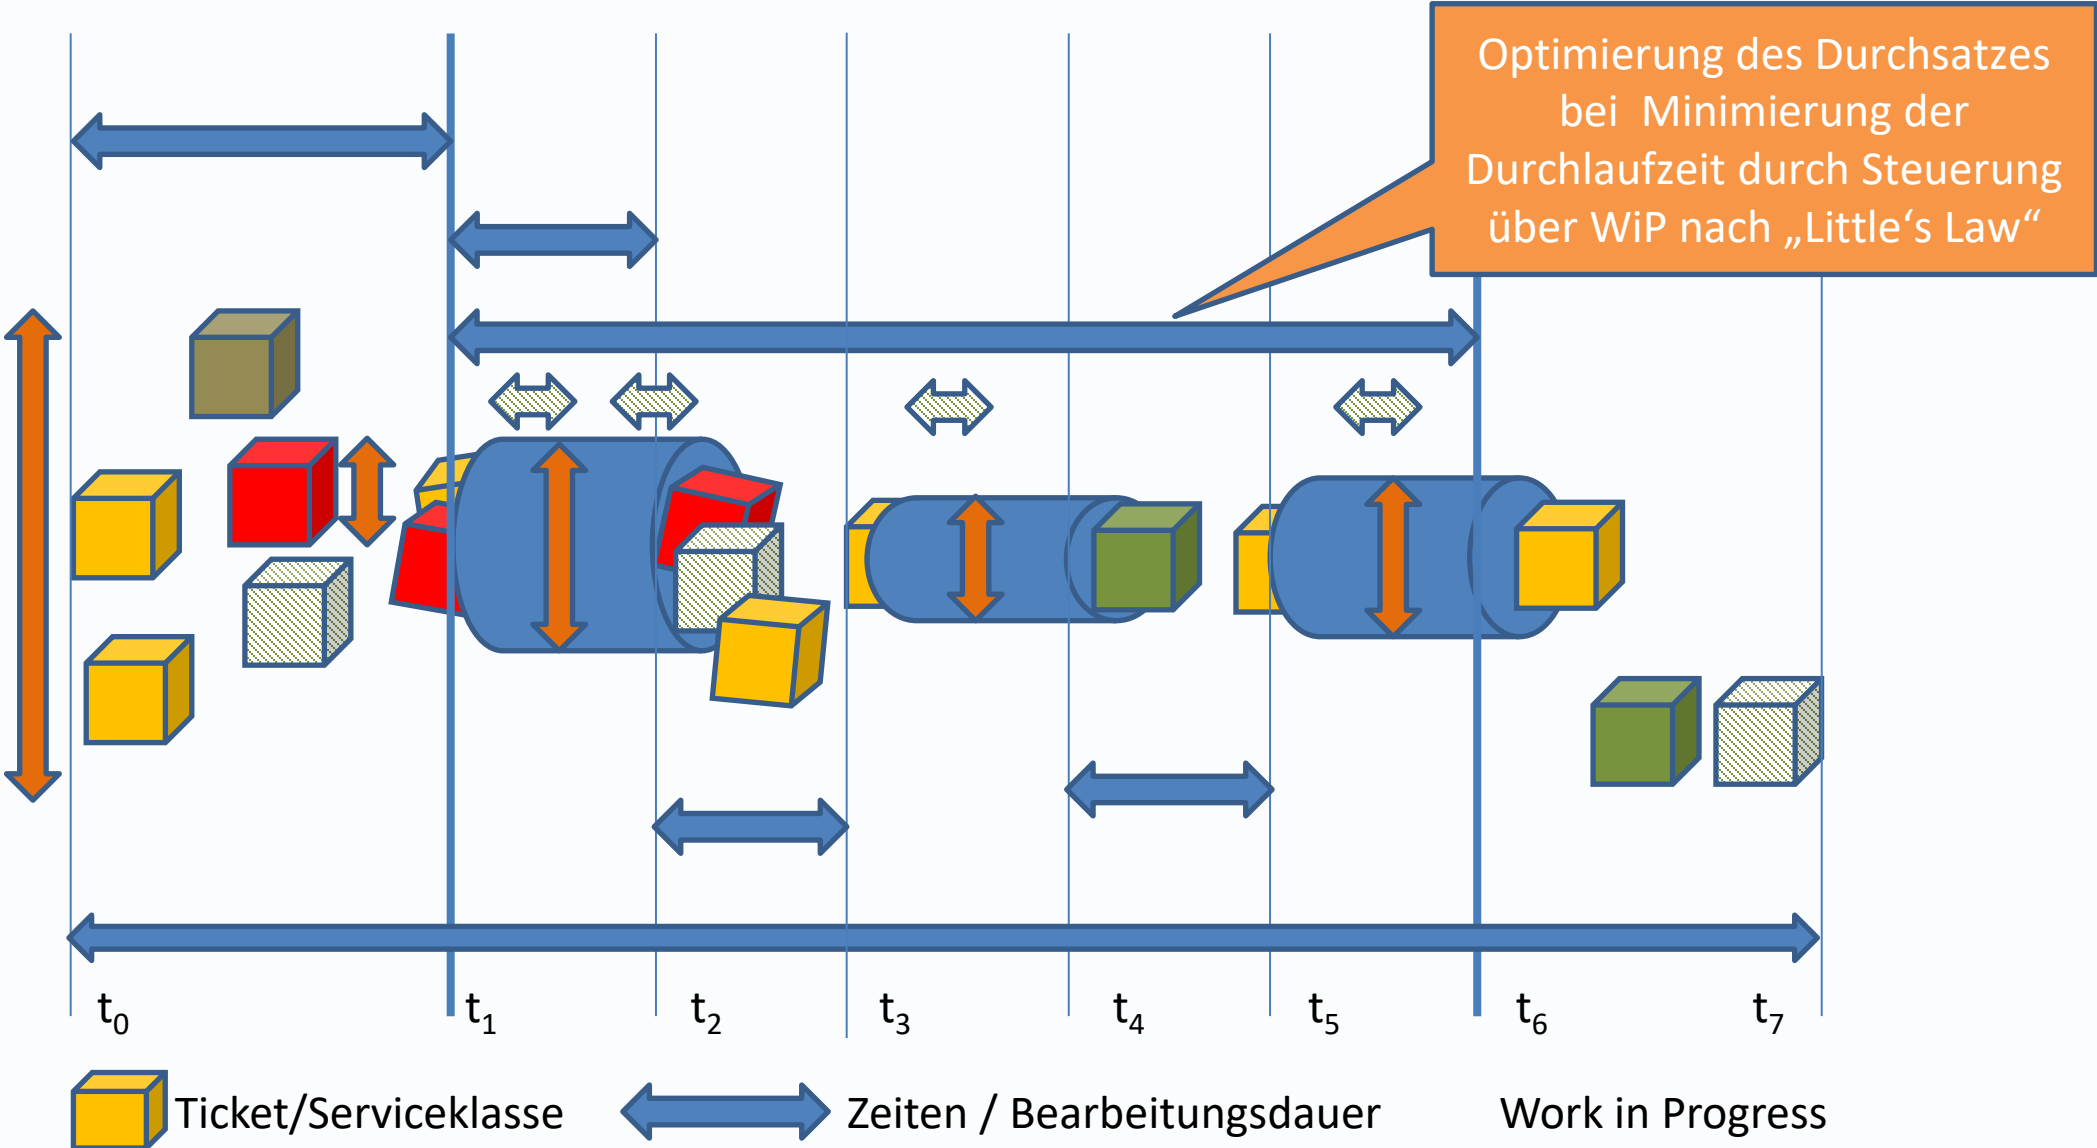 Optimierung des Durchsatzes
bei Minimierung der
Durchlaufzeit durch Steuerung
über WiP nach „Little‘s Law“
t₀ t₁ t₂ t₃ t₄ t₅ t₆ t₇
Ticket/Serviceklasse Zeiten / Bearbeitungsdauer Work in Progress